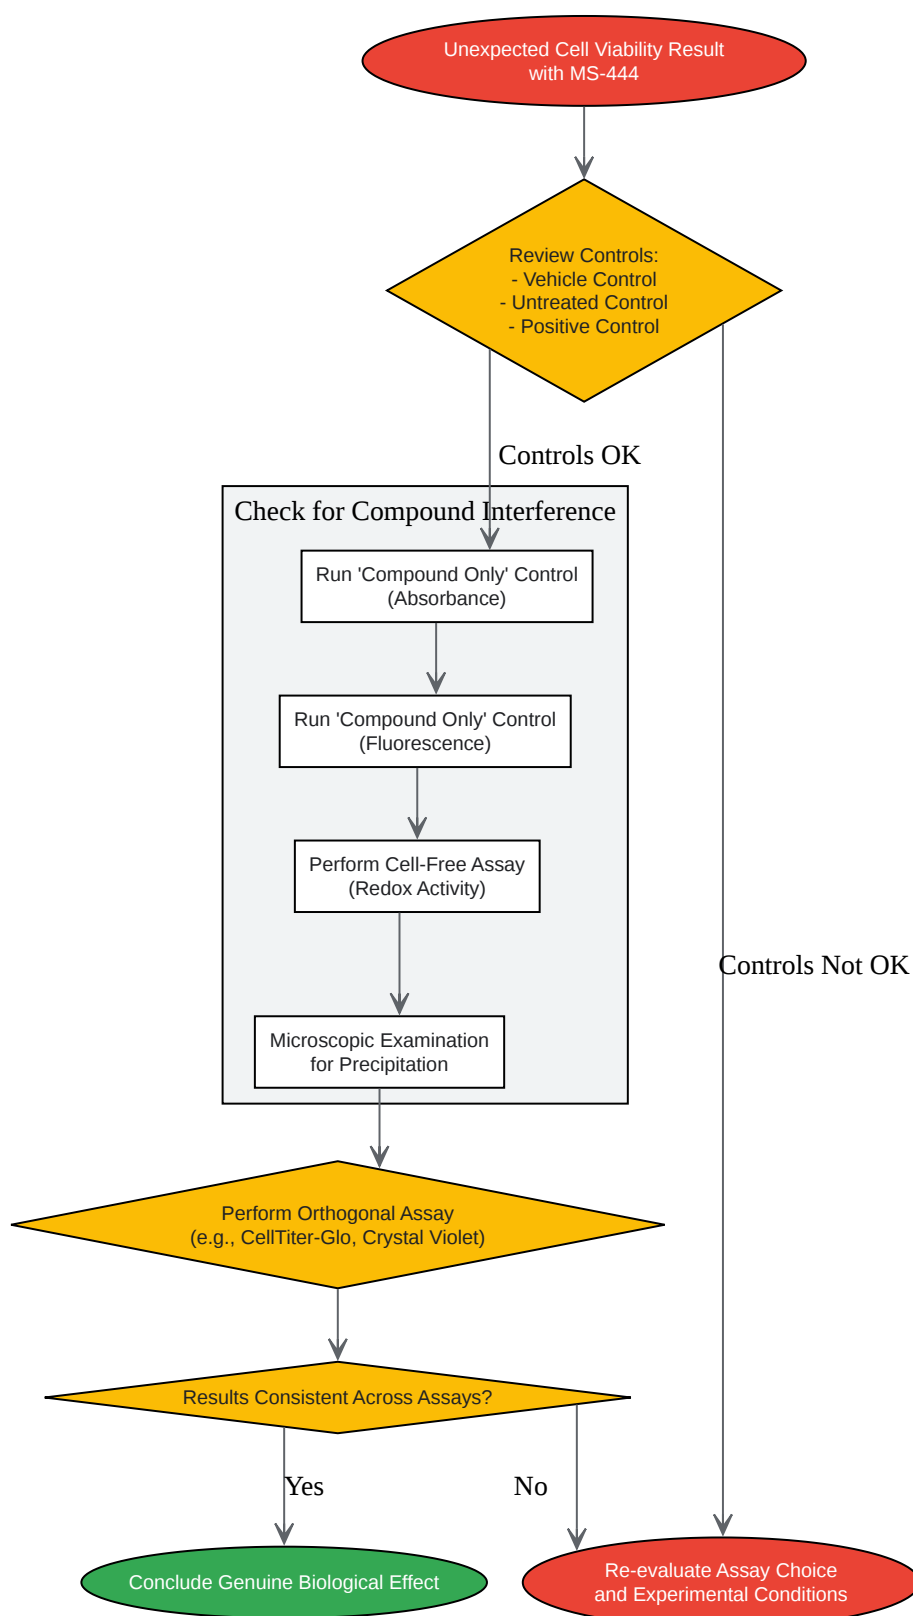 Unexpected Cell Viability Result
with MS-444
Review Controls:
- Vehicle Control
- Untreated Control
- Positive Control
Controls OK
Check for Compound Interference
Run 'Compound Only' Control
(Absorbance)
Run 'Compound Only' Control
(Fluorescence)
Perform Cell-Free Assay
(Redox Activity)
Controls Not OK
Microscopic Examination
for Precipitation
Perform Orthogonal Assay
(e.g., CellTiter-Glo, Crystal Violet)
Results Consistent Across Assays?
Yes
No
Conclude Genuine Biological Effect
Re-evaluate Assay Choice
and Experimental Conditions